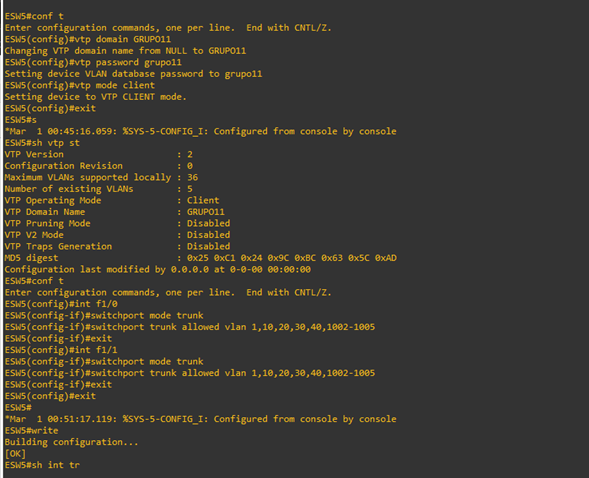 ESW5#conf t
Enter configuration commands, one per line.  End with CNTL/Z.
ESW5(config)#vtp domain GRUPO11
Changing VTP domain name from NULL to GRUPO11
ESW5(config)#vtp password grupo11
Setting device VLAN database password to grupo11
ESW5(config)#vtp mode client
Setting device to VTP CLIENT mode.
ESW5(config)#exit
ESW5#s
*Mar  1 00:45:16.059: %SYS-5-CONFIG_I: Configured from console by console
ESW5#sh vtp st
VTP Version                     : 2
Configuration Revision          : 0
Maximum VLANs supported locally : 36
Number of existing VLANs        : 5
VTP Operating Mode              : Client
VTP Domain Name                 : GRUPO11
VTP Pruning Mode                : Disabled
VTP V2 Mode                     : Disabled
VTP Traps Generation            : Disabled
MD5 digest                      : 0x25 0xC1 0x24 0x9C 0xBC 0x63 0x5C 0xAD
Configuration last modified by 0.0.0.0 at 0-0-00 00:00:00
ESW5#conf t
Enter configuration commands, one per line.  End with CNTL/Z.
ESW5(config)#int f1/0
ESW5(config-if)#switchport mode trunk
ESW5(config-if)#switchport trunk allowed vlan 1,10,20,30,40,1002-1005
ESW5(config-if)#exit
ESW5(config)#int f1/1
ESW5(config-if)#switchport mode trunk
ESW5(config-if)#switchport trunk allowed vlan 1,10,20,30,40,1002-1005
ESW5(config-if)#exit
ESW5(config)#exit
ESW5#
*Mar  1 00:51:17.119: %SYS-5-CONFIG_I: Configured from console by console
ESW5#write
Building configuration...
[OK]
ESW5#sh int tr